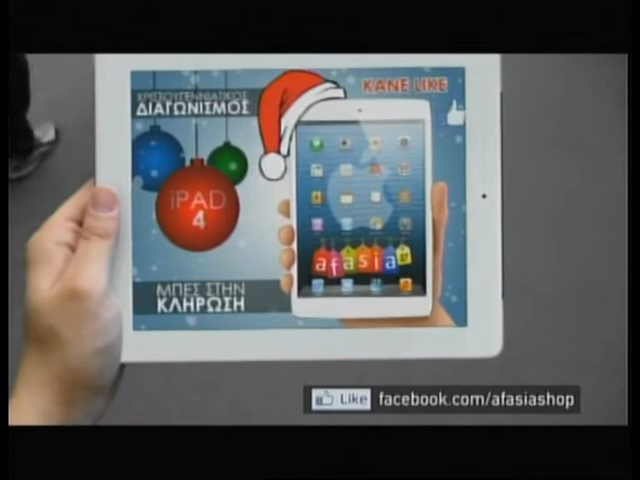 ΧΡΙΣΤΟΥΓΕΝΝΙΑΤΙΚΟΣ
ΔΙΑΓΩΝΙΣΜΟΣ
ΚΑΝΕ LIKE
iPAD
4
afasia
ΜΠΕΣ ΣΤΗΝ
ΚΛΗΡΩΣΗ
Like facebook.com/afasiashop